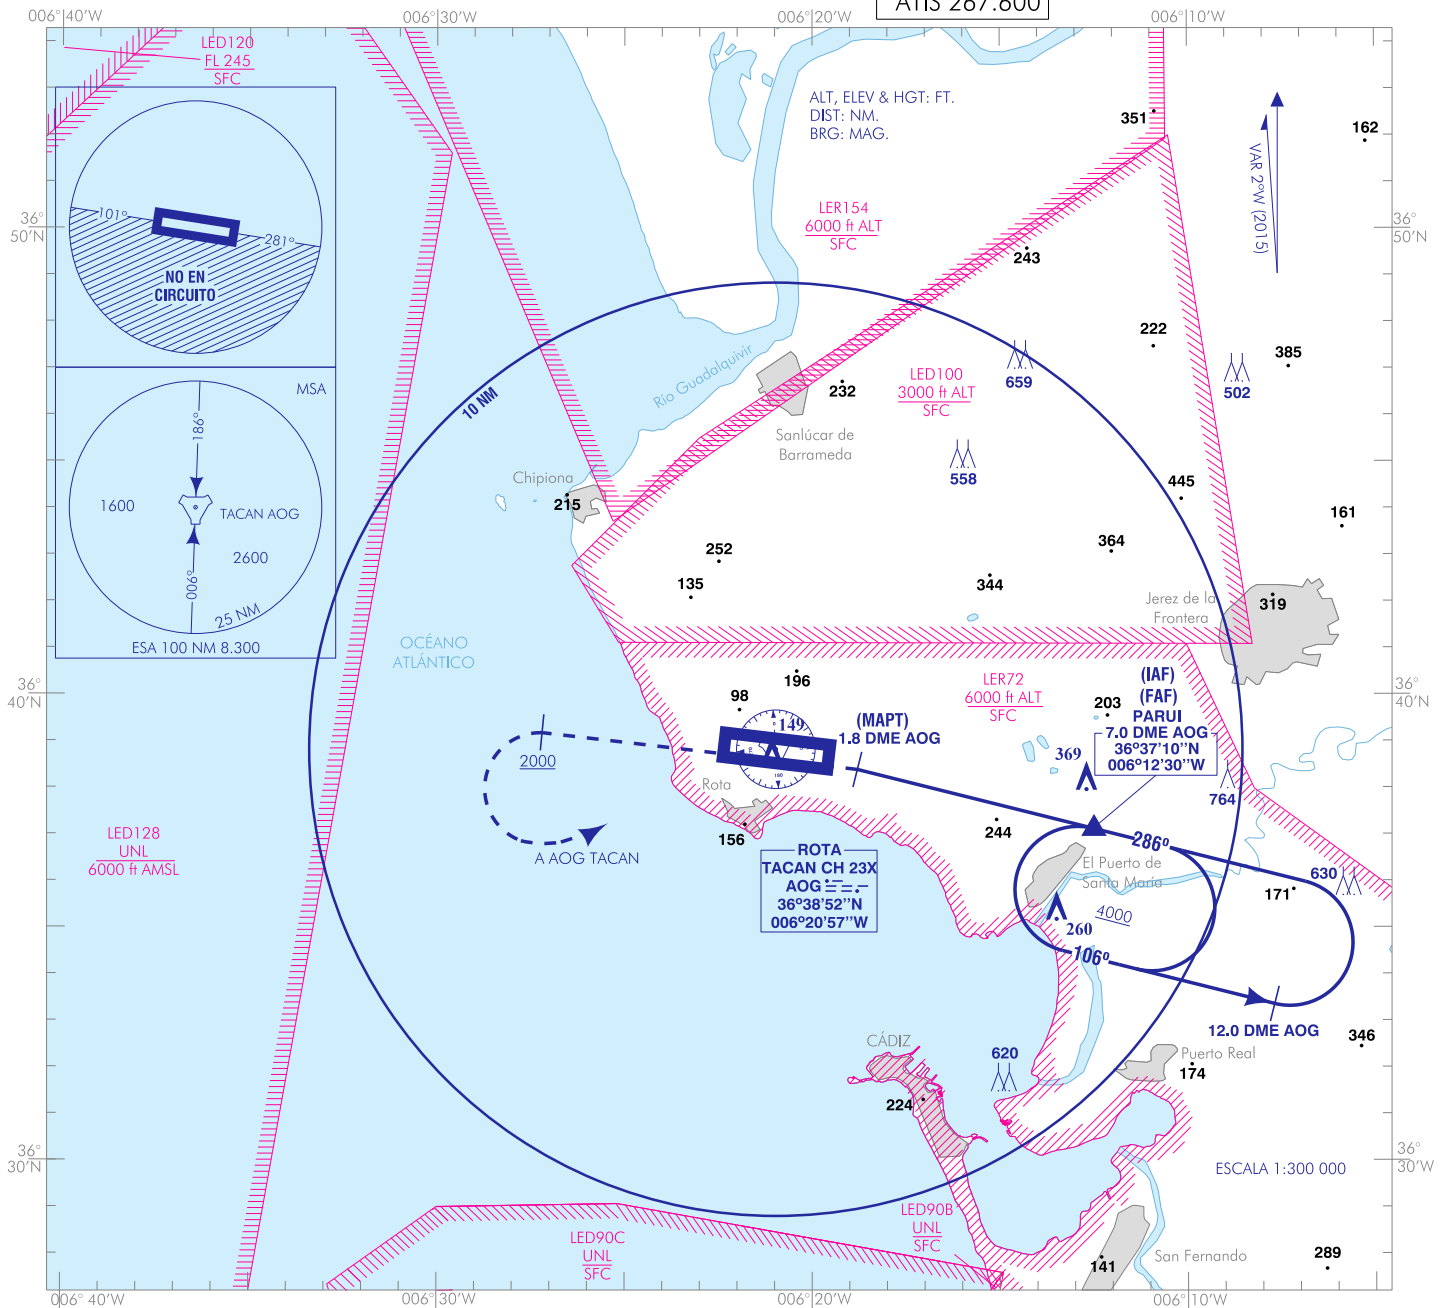 ATIS 267.600
006°40'W
006°30'W
006°20'W
006°10'W
LED120
FL 245
SFC
ALT, ELEV & HGT: FT.
DIST: NM.
BRG: MAG.
351
162
VAR 2°W (2015)
101°
281°
NO EN
CIRCUITO
36°
50'N
36°
50'N
LER154
6000 ft ALT
SFC
243
222
385
MSA
186°
1600
TACAN AOG
2600
006°
25 NM
ESA 100 NM 8.300
10 NM
Río Guadalquivir
659
502
LED100
3000 ft ALT
SFC
232
Sanlúcar de
Barrameda
558
Chipiona
215
445
161
252
364
135
344
319
Jerez de la
Frontera
OCÉANO
ATLÁNTICO
36°
40'N
36°
40'N
196
98
LER72
6000 ft ALT
SFC
203
(IAF)
(FAF)
PARUI
7.0 DME AOG
36°37'10''N
006°12'30''W
149
(MAPT)
1.8 DME AOG
369
764
2000
Rota
156
244
286º
A AOG TACAN
LED128
UNL
6000 ft AMSL
ROTA
TACAN CH 23X
AOG
36º38'52''N
006º20'57''W
El Puerto de
Santa María
630
171
4000
260
106º
12.0 DME AOG
346
CÁDIZ
620
Puerto Real
174
224
36°
30'N
36°
30'W
ESCALA 1:300 000
LED90B
UNL
SFC
LED90C
UNL
SFC
San Fernando
141
289
006°40'W
006°30'W
006°20'W
006°10'W